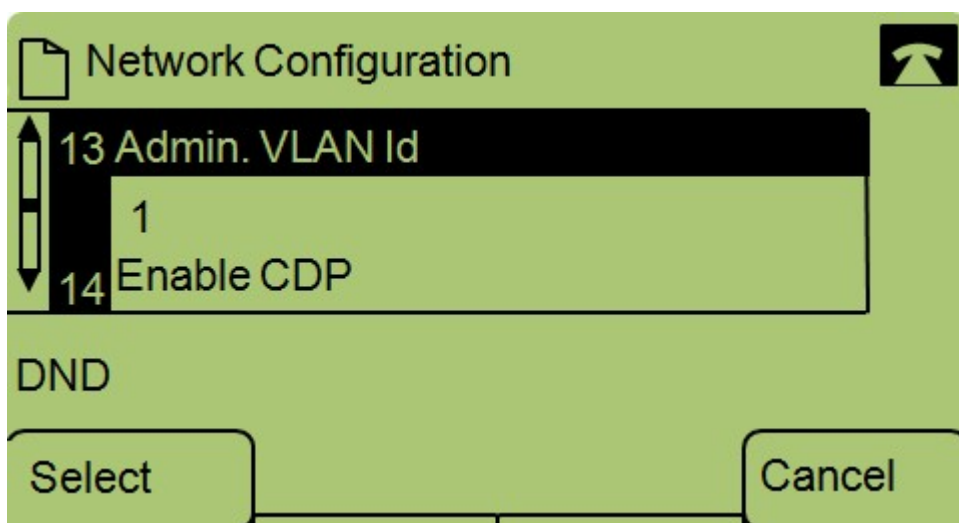 Network Configuration
13 Admin. VLAN Id
1
14 Enable CDP
DND
Select
Cancel